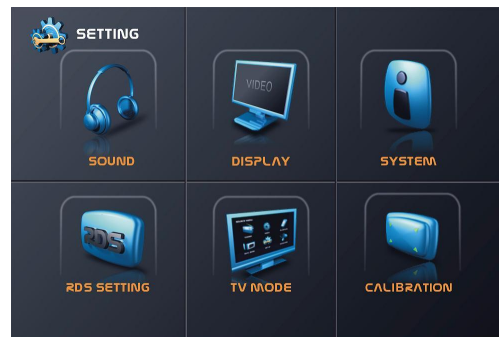 SETTING
VIDEO
SOUND
DISPLAY
SYSTEM
RDS
RDS SETTING
TV MODE
CALIBRATION